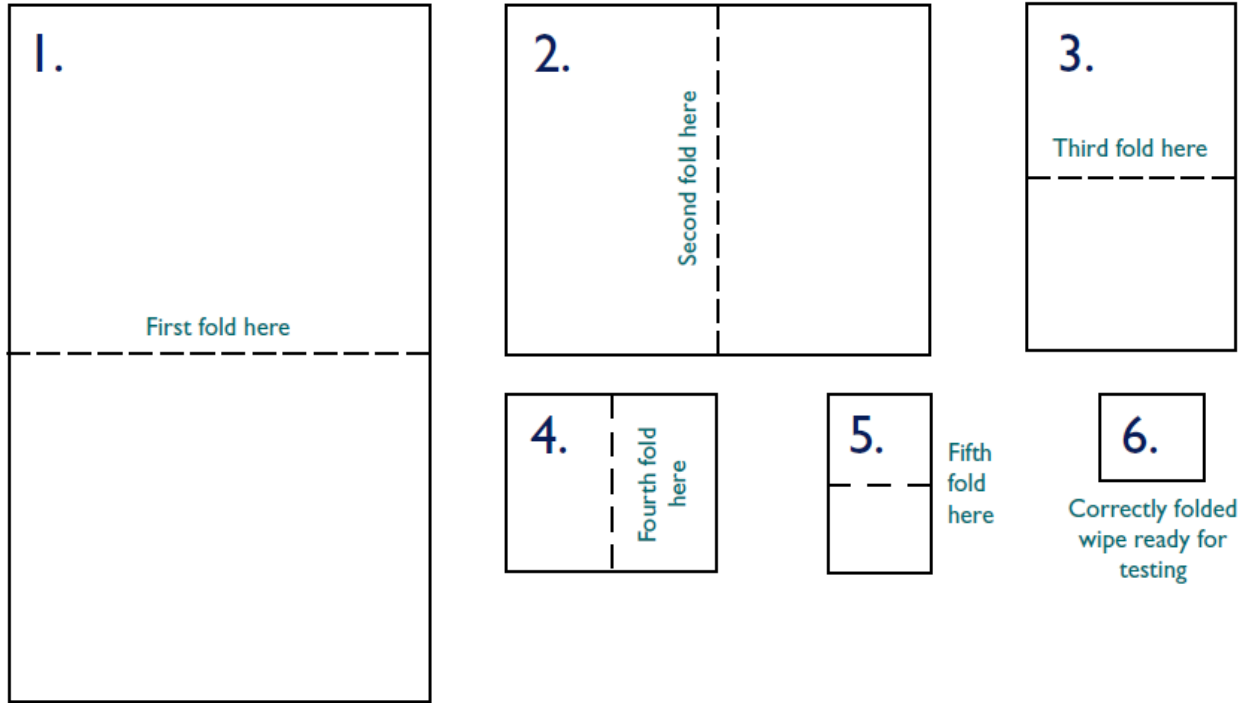 1.
First fold here
2.
Second fold here
3.
Third fold here
4.
Fourth fold
here
5.
Fifth
fold
here
6.
Correctly folded
wipe ready for
testing